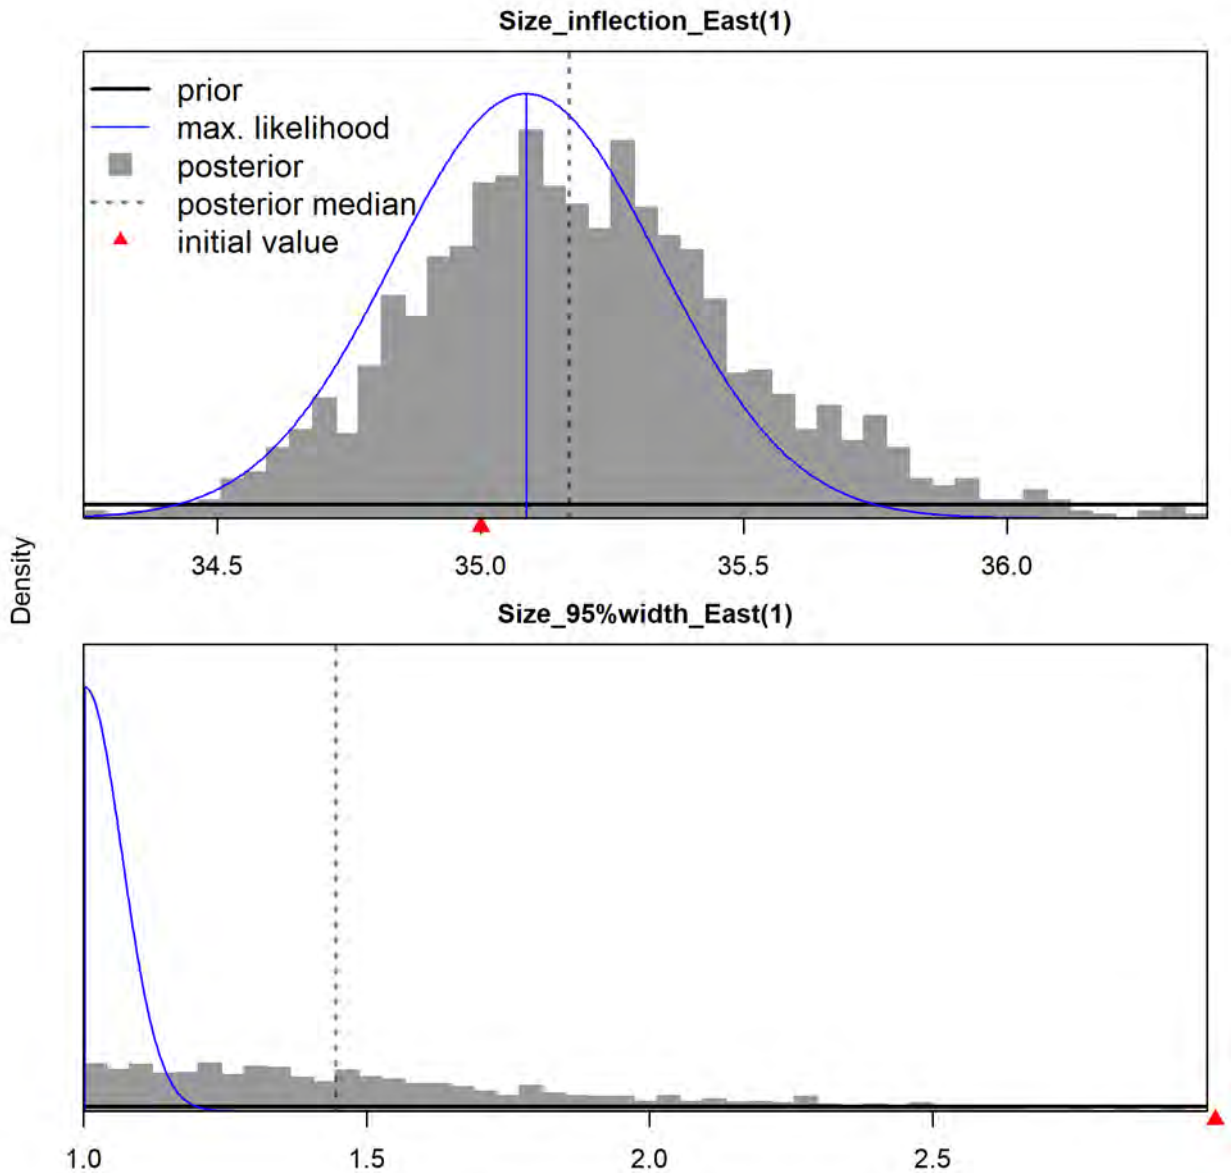 Size_inflection_East(1)
prior
max. likelihood
posterior
posterior median
initial value
34.5 35.0 35.5 36.0
Density
Size_95%width_East(1)
1.0 1.5 2.0 2.5